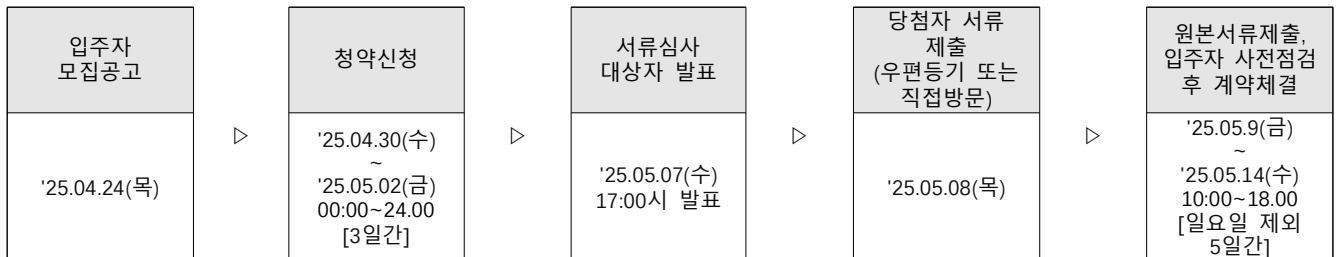 입주자
모집공고
'25.04.24(목)
▷
청약신청
'25.04.30(수)
~
'25.05.02(금)
00:00~24.00
[3일간]
▷
서류심사
대상자 발표
'25.05.07(수)
17:00시 발표
▷
당첨자 서류
제출
(우편등기 또는
직접방문)
'25.05.08(목)
▷
원본서류제출,
입주자 사전점검
후 계약체결
'25.05.9(금)
~
'25.05.14(수)
10:00~18.00
[일요일 제외
5일간]